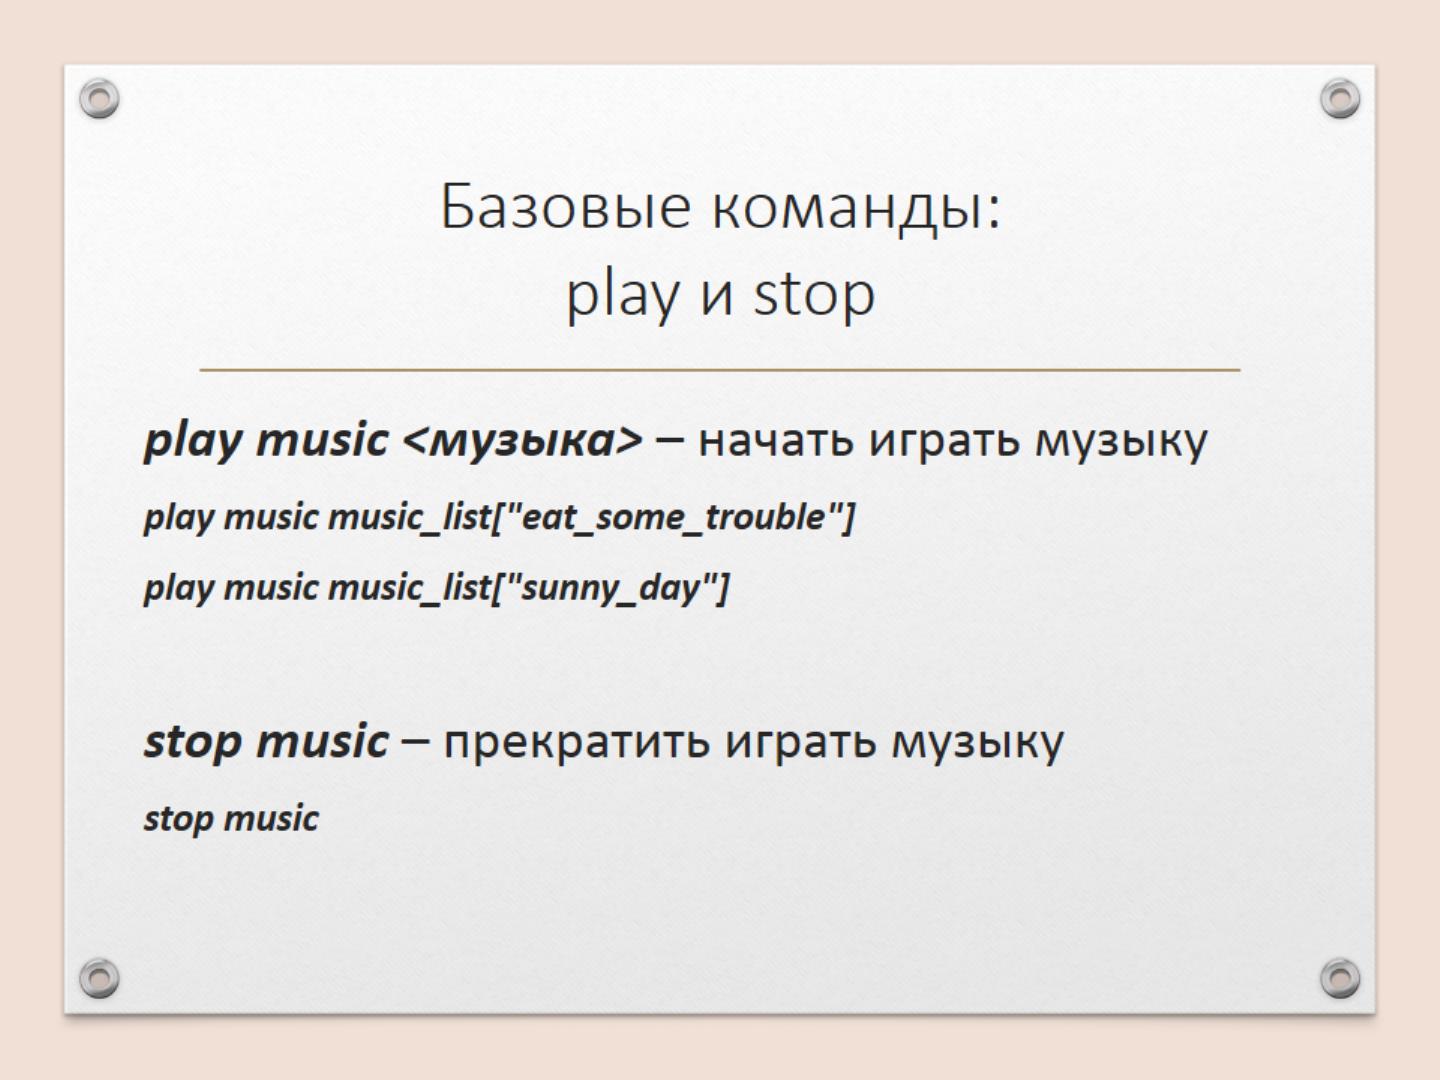 Базовые команды:
play и stop
play music <музыка> – начать играть музыку
play music music_list["eat_some_trouble"]
play music music_list["sunny_day"]
stop music – прекратить играть музыку
stop music